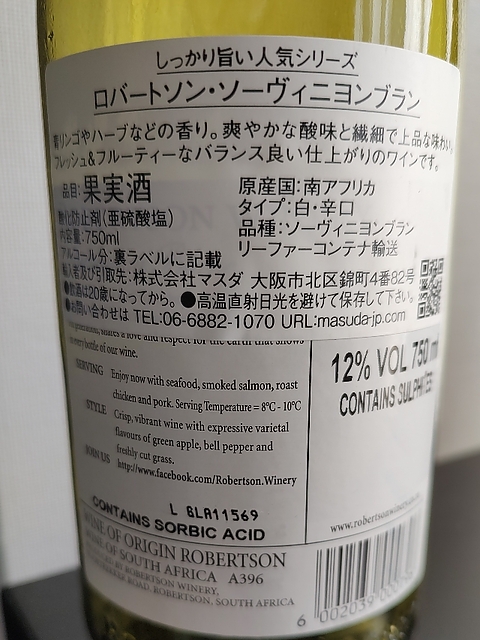 しっかり旨い人気シリーズ
ロバートソン・ソーヴィニヨンブラン
青リンゴやハーブなどの香り。爽やかな酸味と繊細で上品な味わい。
フレッシュ&フルーティーなバランス良い仕上がりのワインです。
品目:果実酒
原産国:南アフリカ
タイプ:白・辛口
酸化防止剤(亜硫酸塩)
品種:ソーヴィニヨンブラン
内容量:750ml
リーファーコンテナ輸送
アルコール分:裏ラベルに記載
輸入者及び引取先:株式会社マスダ 大阪市北区錦町4番82号
●飲酒は20歳になってから。●高温直射日光を避けて保存して下さい。
●お問い合わせは TEL:06-6882-1070 URL:masuda-jp.com
shares a love and respect for the earth that shows
every bottle of our wine.
SERVING Enjoy now with seafood, smoked salmon, roast
chicken and pork. Serving Temperature = 8°C - 10°C
STYLE Crisp, vibrant wine with expressive varietal
flavours of green apple, bell pepper and
freshly cut grass.
JOIN US http://www.facebook.com/Robertson.Winery
L GLA11569
CONTAINS SORBIC ACID
12% VOL 750 ml
CONTAINS SULPHITES
WINE OF ORIGIN ROBERTSON
WINE OF SOUTH AFRICA A396
BY ROBERTSON WINERY,
ROAD, ROBERTSON, SOUTH AFRICA
www.robertsonwinery
6 002039